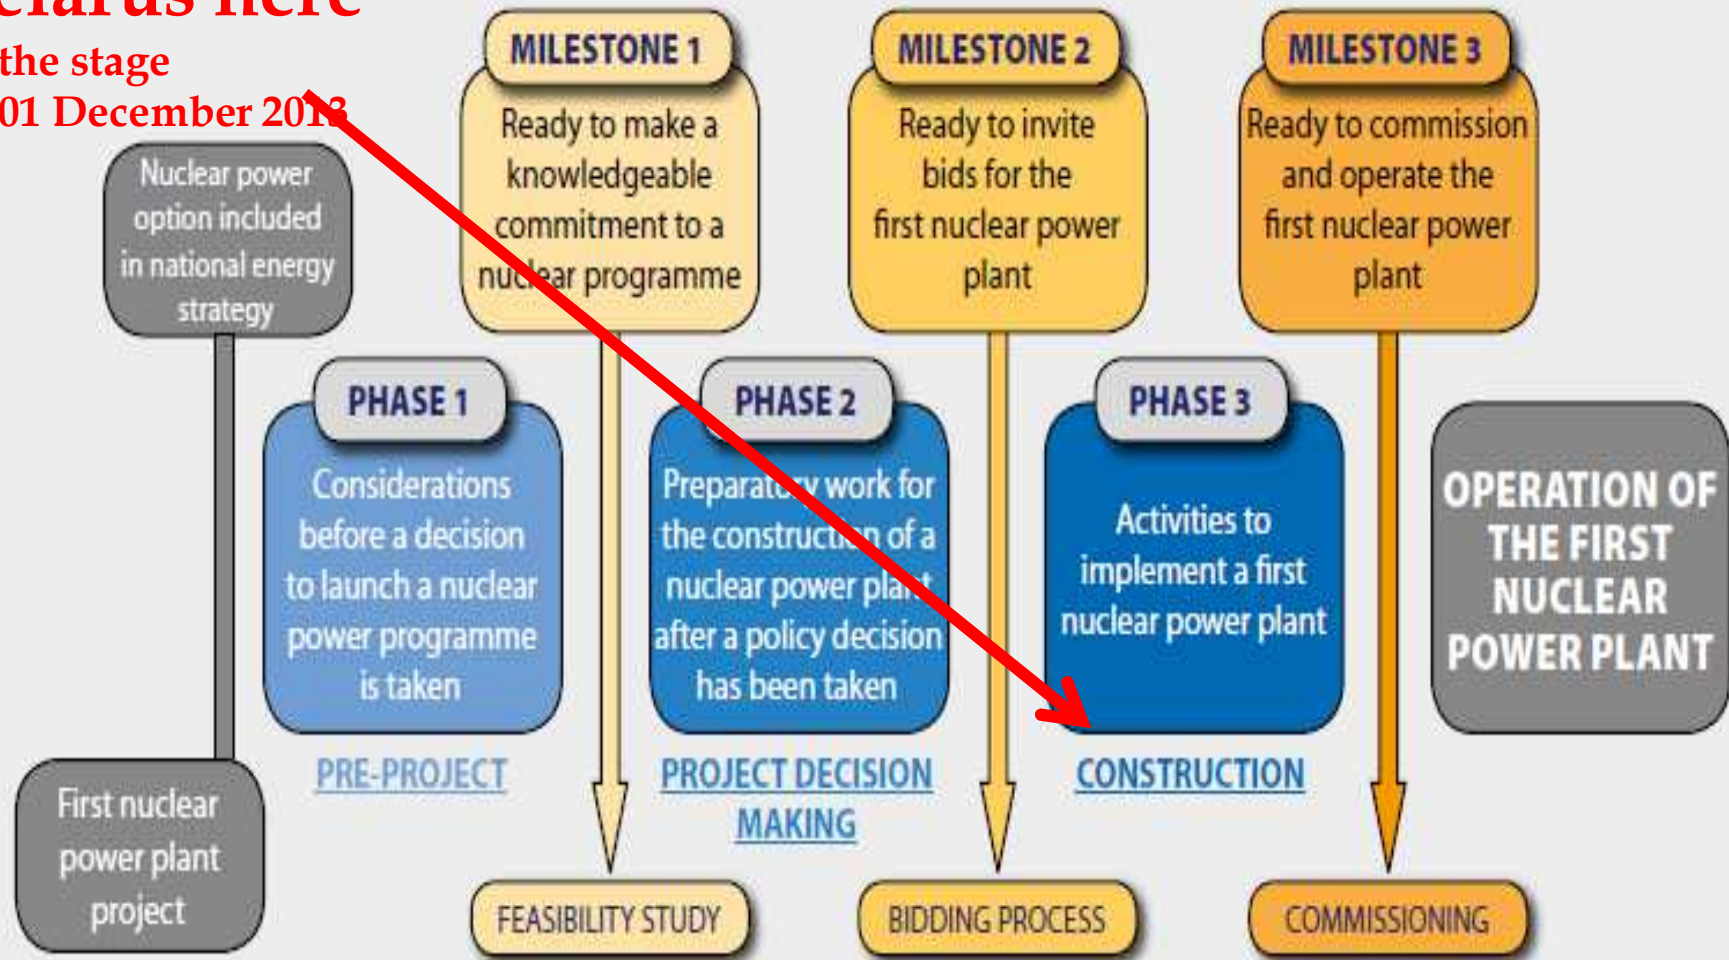 here
the stage
01 December 2013
MILESTONE 1
Ready to make a
knowledgeable
commitment to a
nuclear programme
MILESTONE 2
Ready to invite
bids for the
first nuclear power
plant
MILESTONE 3
Ready to commission
and operate the
first nuclear power
plant
Nuclear power
option included
in national energy
strategy
PHASE 1
Considerations
before a decision
to launch a nuclear
power programme
is taken
PRE-PROJECT
PHASE 2
Preparatory work for
the construction of a
nuclear power plant
after a policy decision
has been taken
PROJECT DECISION
MAKING
PHASE 3
Activities to
implement a first
nuclear power plant
CONSTRUCTION
OPERATION OF
THE FIRST
NUCLEAR
POWER PLANT
First nuclear
power plant
project
FEASIBILITY STUDY
BIDDING PROCESS
COMMISSIONING